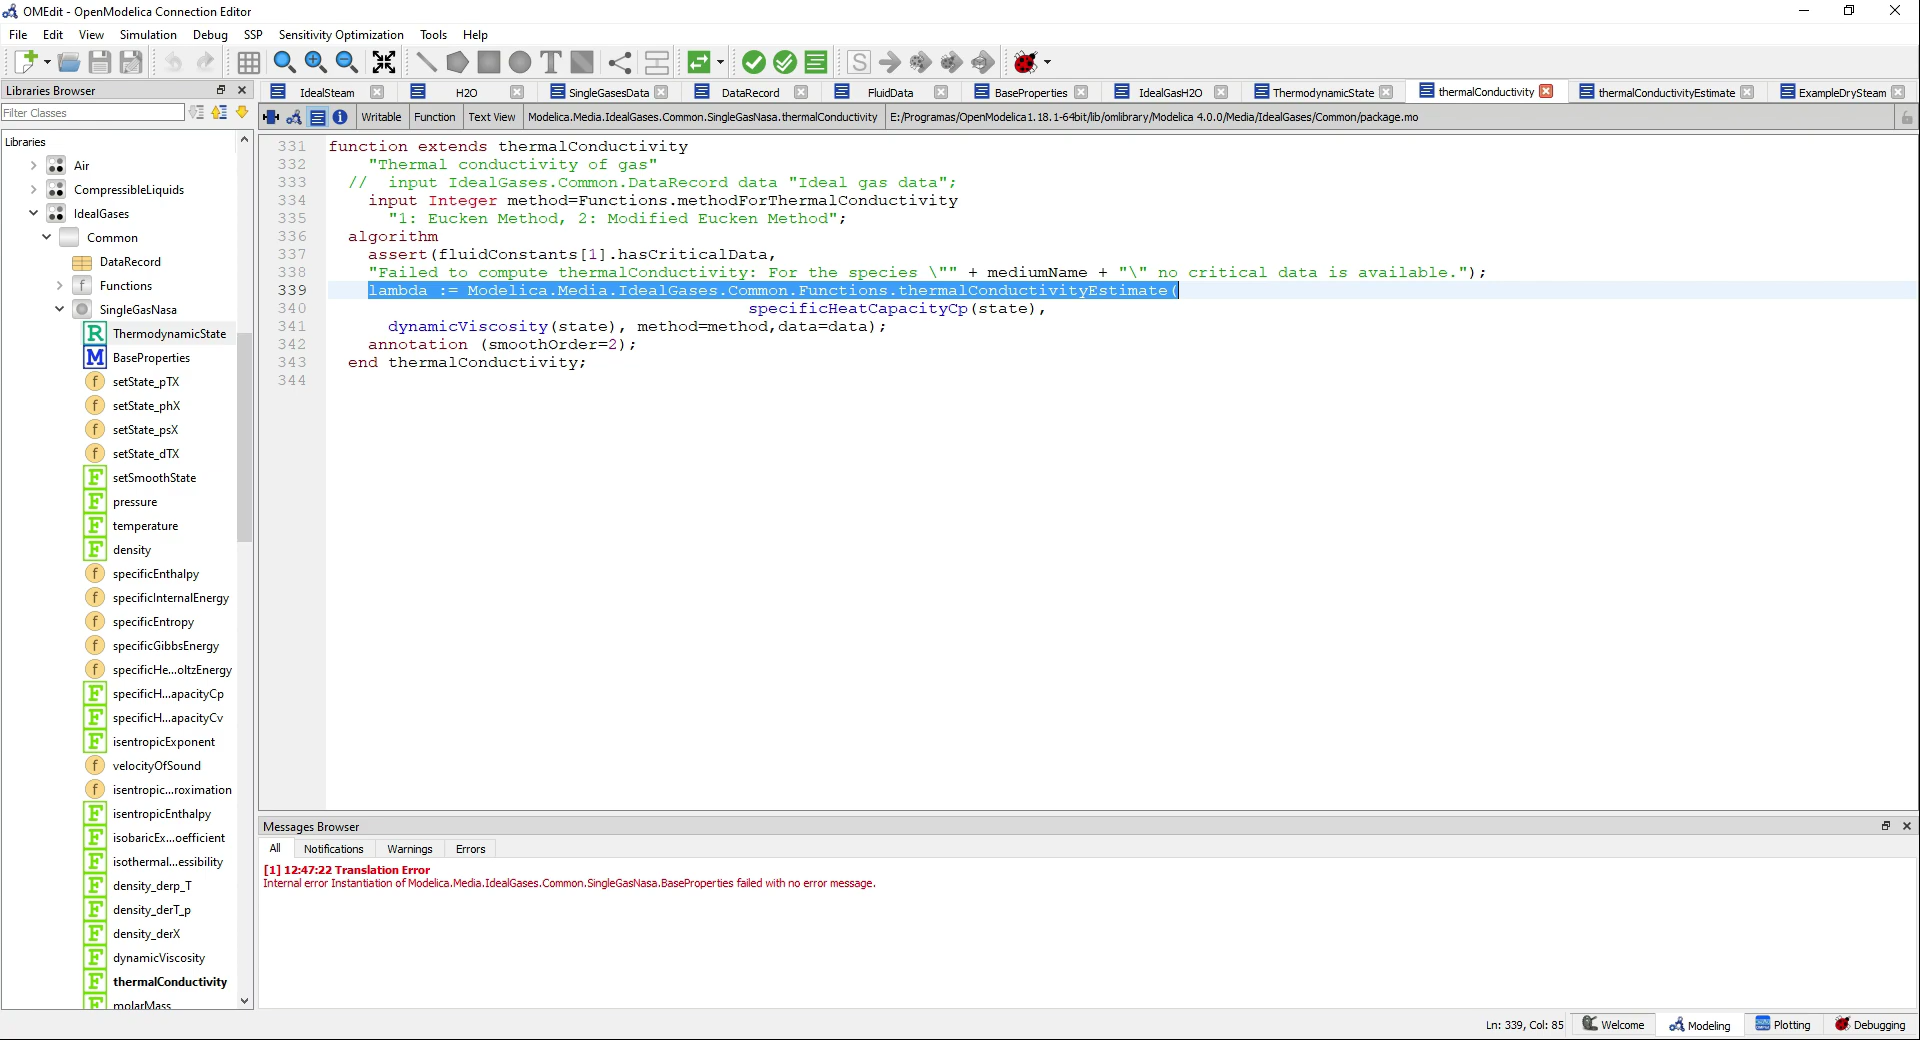 OMEdit - OpenModelica Connection Editor
File Edit View Simulation Debug SSP Sensitivity Optimization Tools Help
Libraries Browser
Filter Classes
Libraries
Air
CompressibleLiquids
IdealGases
Common
DataRecord
Functions
SingleGasNasa
ThermodynamicState
BaseProperties
setState_pTX
setState_phX
setState_psX
setState_dTX
setSmoothState
pressure
temperature
density
specificEnthalpy
specificInternalEnergy
specificEntropy
specificGibbsEnergy
specificHe...oltzEnergy
specificH...apacityCp
specificH...apacityCv
isentropicExponent
velocityOfSound
isentropic...roximation
isentropicEnthalpy
isobaricEx...oefficient
isothermal...essibility
density_derp_T
density_derT_p
density_derX
dynamicViscosity
thermalConductivity
molarMass
IdealSteam H2O SingleGasesData DataRecord FluidData BaseProperties IdealGasH2O ThermodynamicState thermalConductivity thermalConductivityEstimate ExampleDrySteam
Writable Function Text View Modelica.Media.IdealGases.Common.SingleGasNasa.thermalConductivity E:/Programas/OpenModelica1.18.1-64bit/lib/omlibrary/Modelica 4.0.0/Media/IdealGases/Common/package.mo
331 function extends thermalConductivity
332 "Thermal conductivity of gas"
333 // input IdealGases.Common.DataRecord data "Ideal gas data";
334 input Integer method=Functions.methodForThermalConductivity
335 "1: Eucken Method, 2: Modified Eucken Method";
336 algorithm
337 assert(fluidConstants[1].hasCriticalData,
338 "Failed to compute thermalConductivity: For the species \"" + mediumName + "\" no critical data is available.");
339 lambda := Modelica.Media.IdealGases.Common.Functions.thermalConductivityEstimate(
340 specificHeatCapacityCp(state),
341 dynamicViscosity(state), method=method,data=data);
342 annotation (smoothOrder=2);
343 end thermalConductivity;
344
Messages Browser
All Notifications Warnings Errors
[1] 12:47:22 Translation Error
Internal error Instantiation of Modelica.Media.IdealGases.Common.SingleGasNasa.BaseProperties failed with no error message.
Ln: 339, Col: 85 Welcome Modeling Plotting Debugging